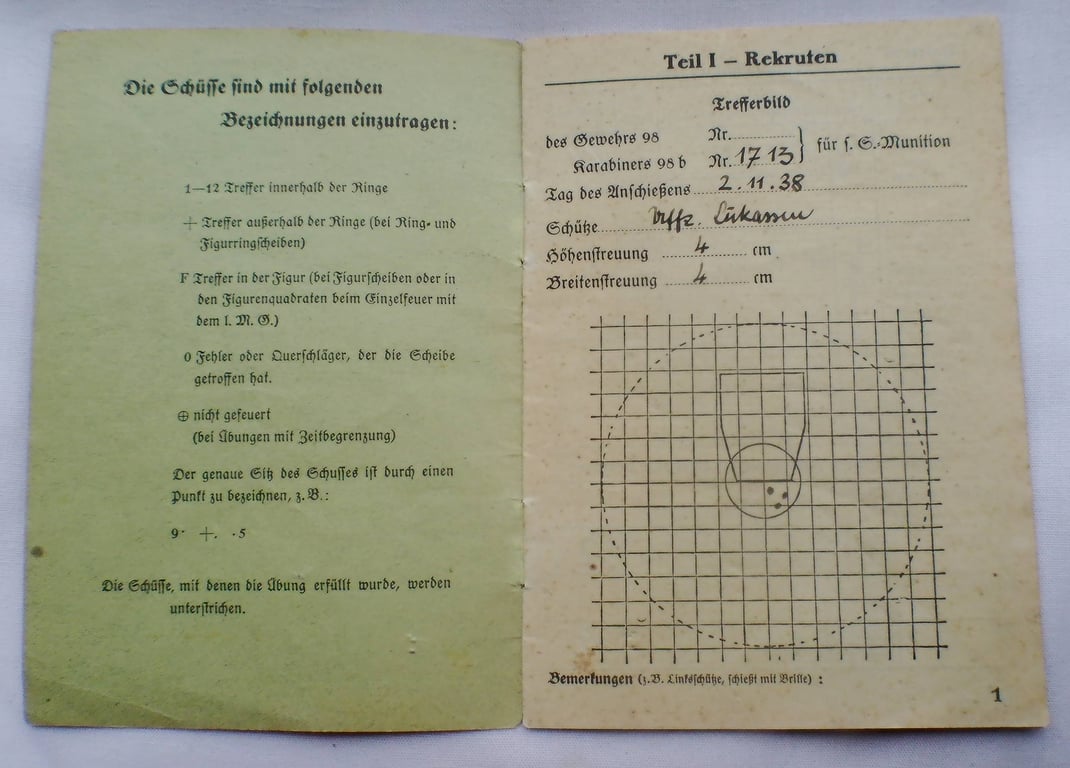 Die Schüsse sind mit folgenden
Bezeichnungen einzutragen:
1—12 Treffer innerhalb der Ringe
+ Treffer außerhalb der Ringe (bei Ring- und
Figurringscheiben)
F Treffer in der Figur (bei Figurscheiben oder in
den Figurenquadraten beim Einzelfeuer mit
dem l. M. G.)
0 Fehler oder Querschläger, der die Scheibe
getroffen hat.
⊕ nicht gefeuert
(bei Übungen mit Zeitbegrenzung)
Der genaue Sitz des Schusses ist durch einen
Punkt zu bezeichnen, z. B.:
9· +. ·5
Die Schüsse, mit denen die Übung erfüllt wurde, werden
unterstrichen.
Teil I – Rekruten
Trefferbild
des Gewehrs 98 Nr.
Karabiners 98 b Nr. 1713 } für s. S.-Munition
Tag des Anschießens 2.11.38
Schütze Uffz. Lükassen
Höhenstreuung 4 cm
Breitenstreuung 4 cm
Bemerkungen (z. B. Linksschütze, schießt mit Brille) :
1